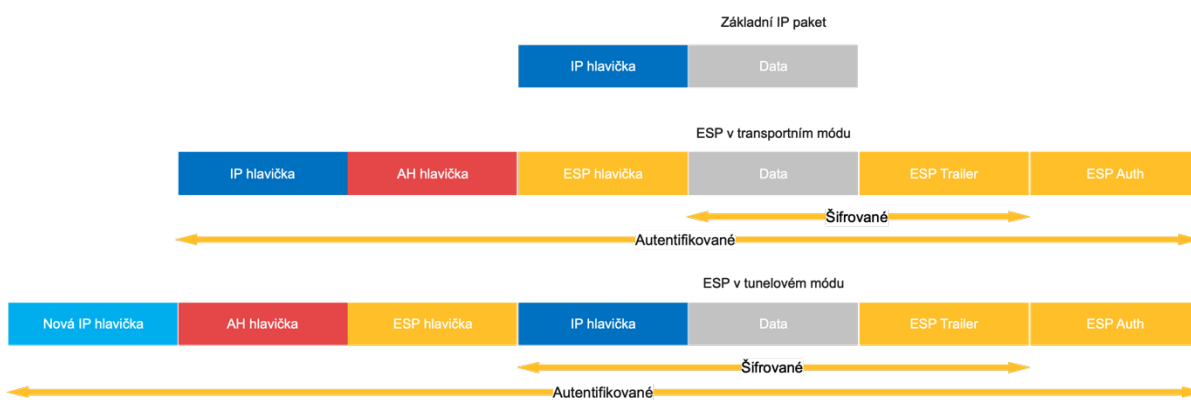 Základní IP paket
IP hlavička Data
ESP v transportním módu
IP hlavička AH hlavička ESP hlavička Data ESP Trailer ESP Auth
Šifrované
Autentifikované
ESP v tunelovém módu
Nová IP hlavička AH hlavička ESP hlavička IP hlavička Data ESP Trailer ESP Auth
Šifrované
Autentifikované